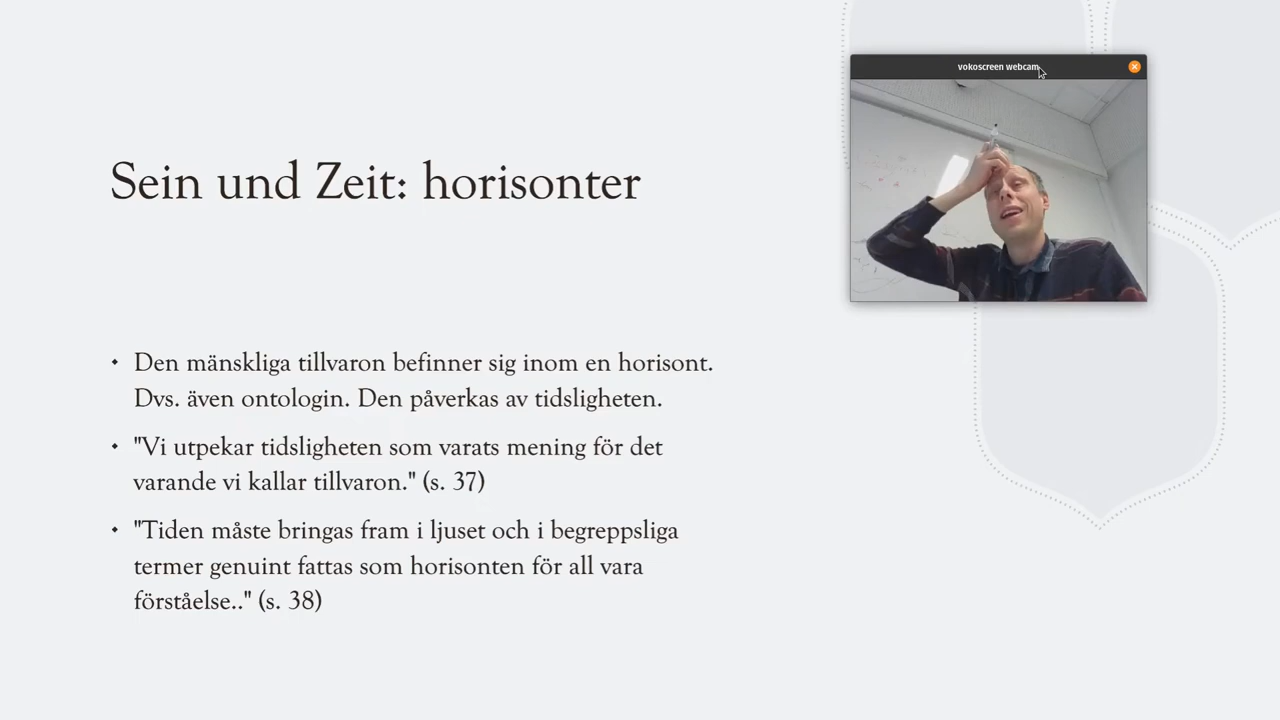 vokoscreen webcam
Sein und Zeit: horisonter
Den mänskliga tillvaron befinner sig inom en horisont.
Dvs. även ontologin. Den påverkas av tidsligheten.
"Vi utpekar tidsligheten som varats mening för det
varande vi kallar tillvaron." (s. 37)
"Tiden måste bringas fram i ljuset och i begreppsliga
termer genuint fattas som horisonten för all vara
förståelse.." (s. 38)